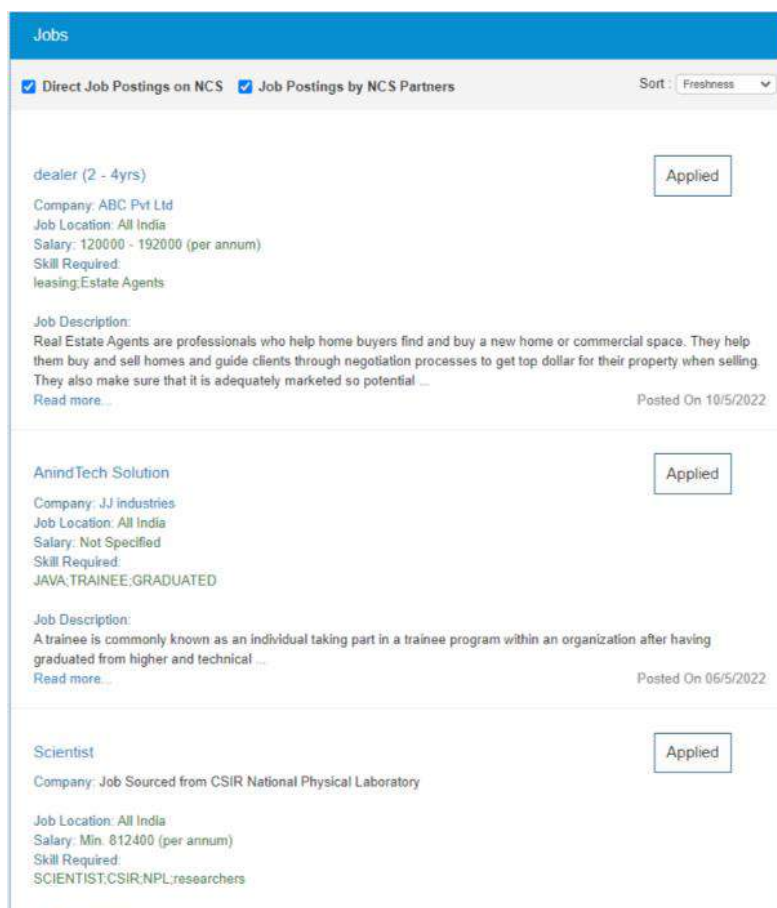 Jobs
Direct Job Postings on NCS Job Postings by NCS Partners Sort : Freshness
dealer (2 - 4yrs) Applied
Company: ABC Pvt Ltd
Job Location: All India
Salary: 120000 - 192000 (per annum)
Skill Required:
leasing;Estate Agents
Job Description:
Real Estate Agents are professionals who help home buyers find and buy a new home or commercial space. They help
them buy and sell homes and guide clients through negotiation processes to get top dollar for their property when selling.
They also make sure that it is adequately marketed so potential ...
Read more... Posted On 10/5/2022
AnindTech Solution Applied
Company: JJ industries
Job Location: All India
Salary: Not Specified
Skill Required:
JAVA;TRAINEE;GRADUATED
Job Description:
A trainee is commonly known as an individual taking part in a trainee program within an organization after having
graduated from higher and technical ...
Read more... Posted On 06/5/2022
Scientist Applied
Company: Job Sourced from CSIR National Physical Laboratory
Job Location: All India
Salary: Min. 812400 (per annum)
Skill Required:
SCIENTIST;CSIR;NPL;researchers